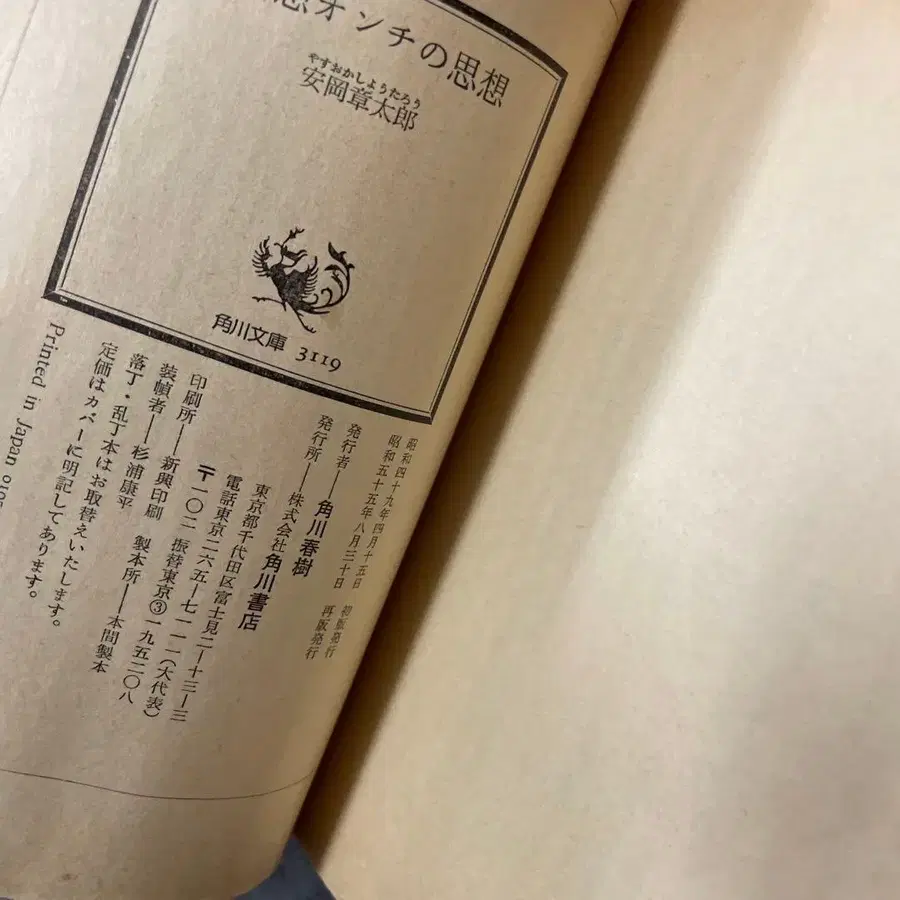 想オンチの思想
やすおかしようたろう
安岡章太郎
角川文庫 3119
昭和四十九年四月十五日 初版発行
昭和五十五年八月三十日 再版発行
発行者――角川春樹
発行所――株式会社角川書店
東京都千代田区富士見二―十三―三
電話東京二六五―七一一一(大代表)
〒一〇二 振替東京③一九五二〇八
印刷所――新興印刷 製本所――本間製本
装幀者――杉浦康平
落丁・乱丁本はお取替えいたします。
定価はカバーに明記してあります。
Printed in Japan